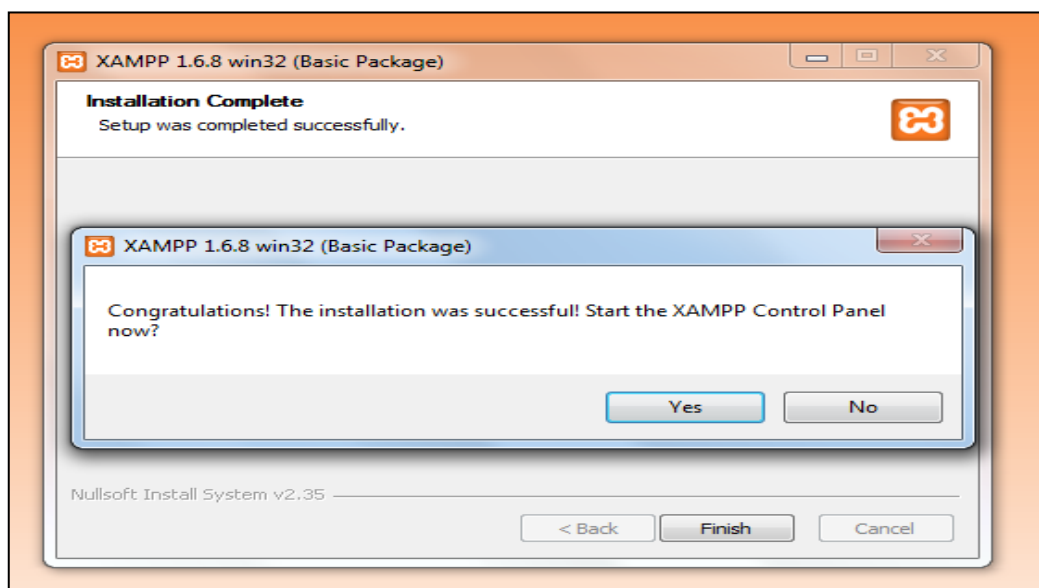 XAMPP 1.6.8 win32 (Basic Package)
Installation Complete
Setup was completed successfully.
XAMPP 1.6.8 win32 (Basic Package)
Congratulations! The installation was successful! Start the XAMPP Control Panel
now?
Yes No
Nullsoft Install System v2.35
< Back Finish Cancel